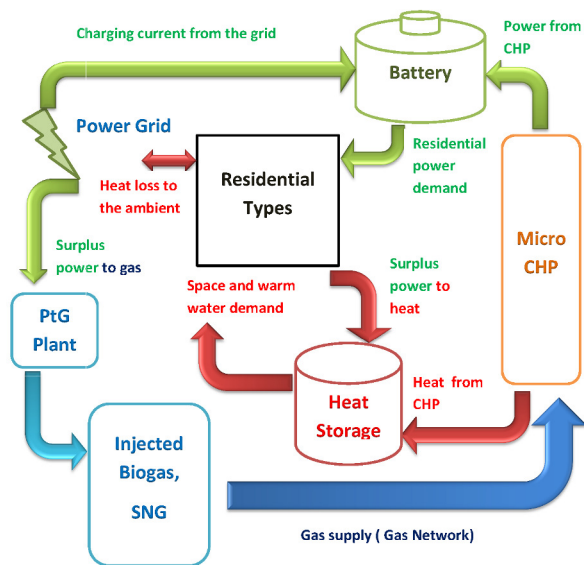 Charging current from the grid
Power from
CHP
Battery
Power Grid
Residential
power
demand
Heat loss to
the ambient
Residential
Types
Micro
CHP
Surplus
power to gas
Space and warm
water demand
Surplus
power to
heat
PtG
Plant
Heat from
CHP
Heat
Storage
Injected
Biogas,
SNG
Gas supply ( Gas Network)